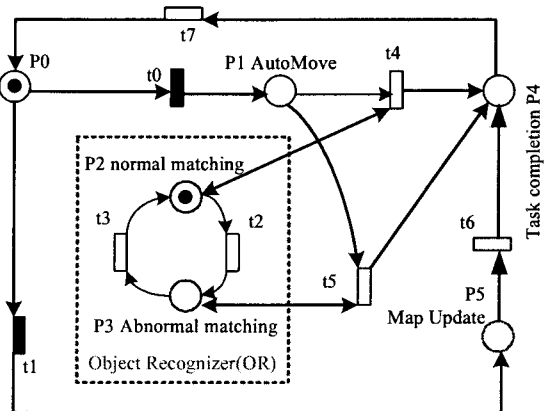 t7
P0
t0
P1 AutoMove
t4
P2 normal matching
t3
t2
Task completion P4
t6
t5
P5
Map Update
P3 Abnormal matching
t1
Object Recognizer(OR)